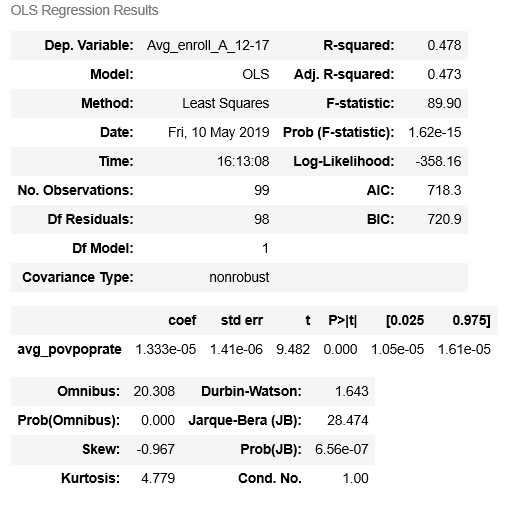 OLS Regression Results
Dep. Variable: Avg_enroll_A_12-17 R-squared: 0.478
Model: OLS Adj. R-squared: 0.473
Method: Least Squares F-statistic: 89.90
Date: Fri, 10 May 2019 Prob (F-statistic): 1.62e-15
Time: 16:13:08 Log-Likelihood: -358.16
No. Observations: 99 AIC: 718.3
Df Residuals: 98 BIC: 720.9
Df Model: 1
Covariance Type: nonrobust
coef std err t P>|t| [0.025 0.975]
avg_povpoprate 1.333e-05 1.41e-06 9.482 0.000 1.05e-05 1.61e-05
Omnibus: 20.308 Durbin-Watson: 1.643
Prob(Omnibus): 0.000 Jarque-Bera (JB): 28.474
Skew: -0.967 Prob(JB): 6.56e-07
Kurtosis: 4.779 Cond. No. 1.00